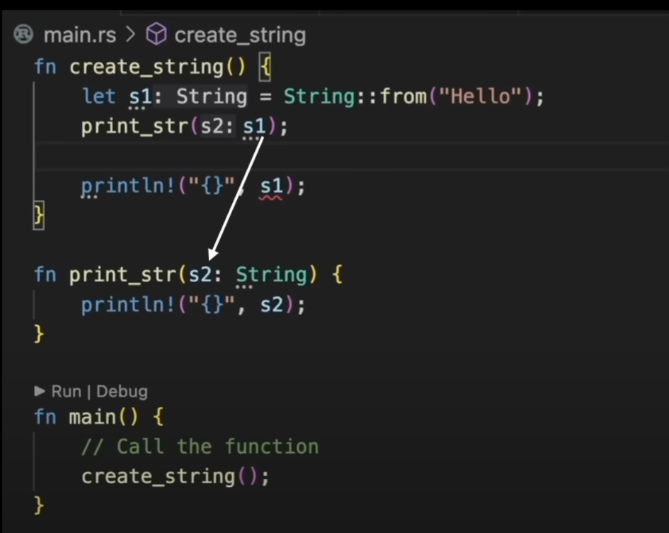 main.rs > create_string
fn create_string() {
let s1: String = String::from("Hello");
print_str(s2: s1);
println!("{}", s1);
}
fn print_str(s2: String) {
println!("{}", s2);
}
▶ Run | Debug
fn main() {
// Call the function
create_string();
}